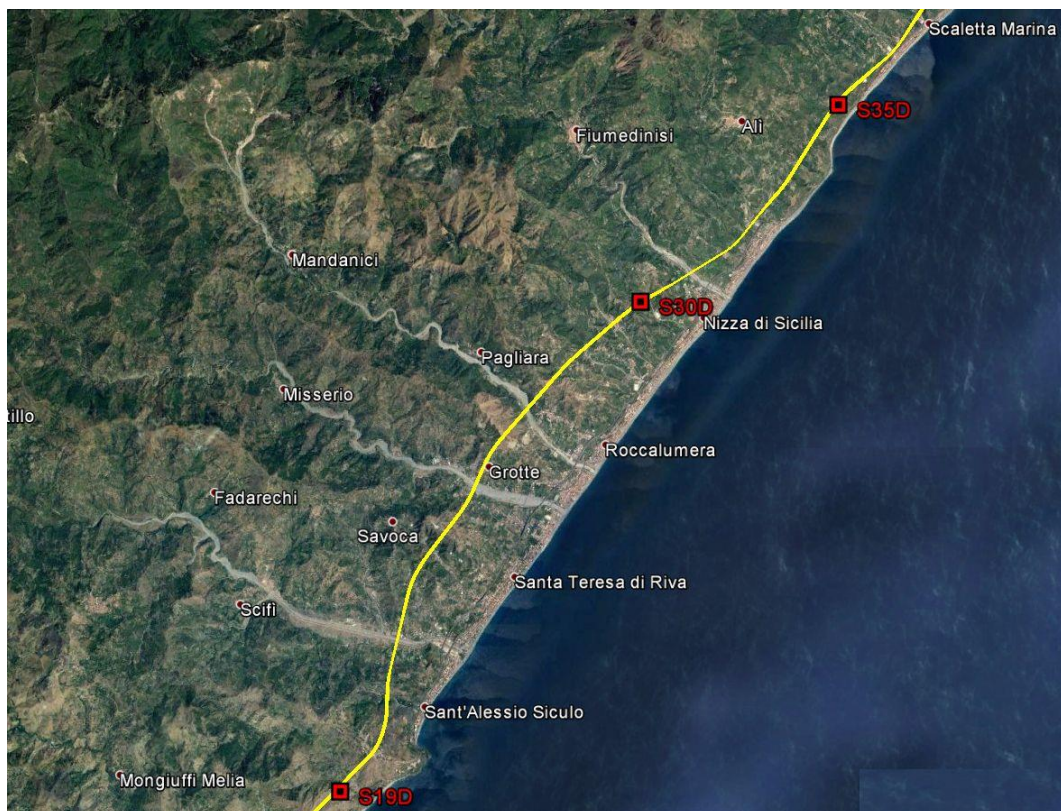 Scaletta Marina
S35D
Alì
Fiumedinisi
Mandanici
S30D
Nizza di Sicilia
Pagliara
Misserio
tillo
Roccalumera
Grotte
Fadarechi
Savoca
Santa Teresa di Riva
Scifì
Sant'Alessio Siculo
Mongiuffi Melia
S19D